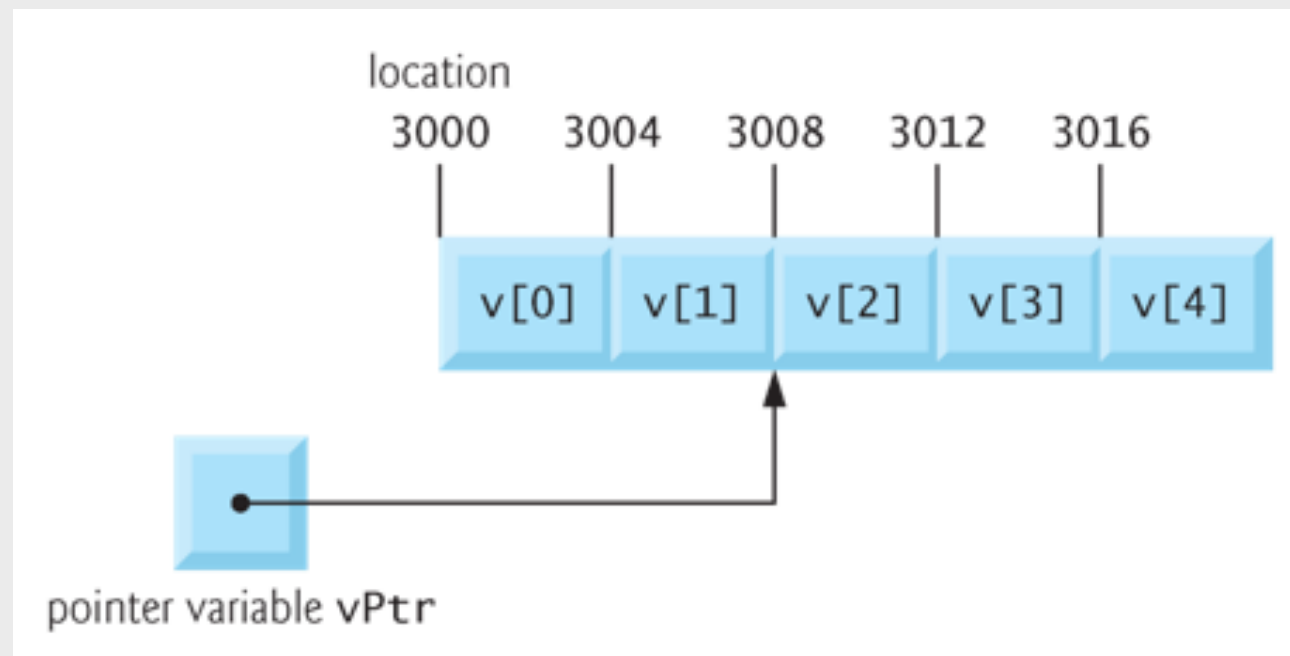 location
3000 3004 3008 3012 3016
v[0] v[1] v[2] v[3] v[4]
pointer variable vPtr